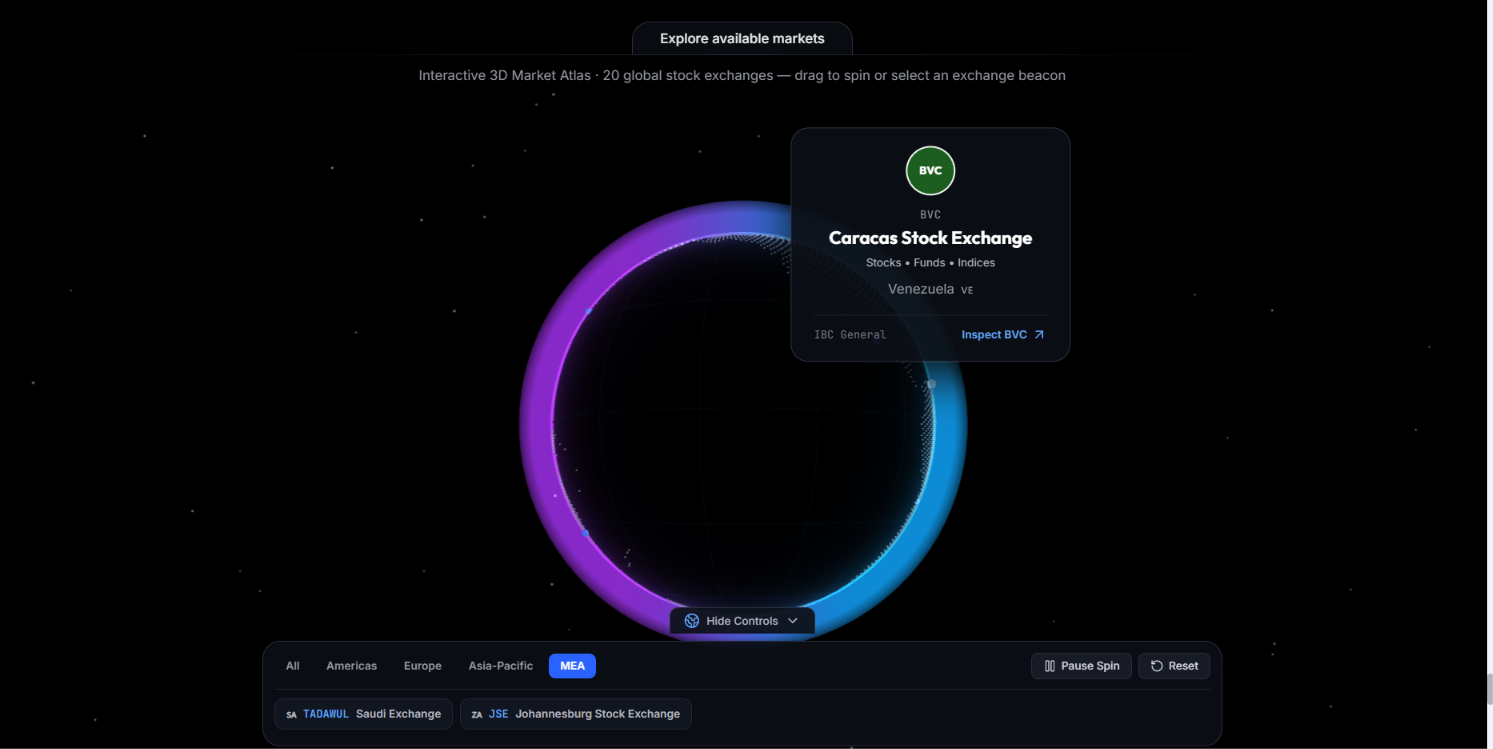 Explore available markets
Interactive 3D Market Atlas · 20 global stock exchanges — drag to spin or select an exchange beacon
BVC
BVC
Caracas Stock Exchange
Stocks • Funds • Indices
Venezuela VE
IBC General Inspect BVC
Hide Controls
All Americas Europe Asia-Pacific MEA Pause Spin Reset
SA TADAWUL Saudi Exchange ZA JSE Johannesburg Stock Exchange